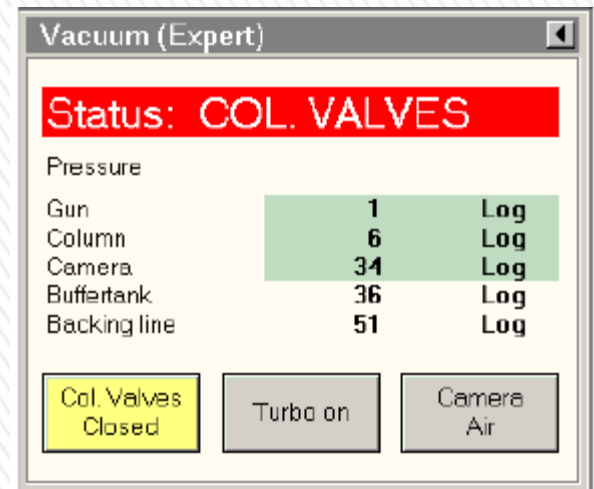 Vacuum (Expert)
Status: COL. VALVES
Pressure
Gun 1 Log
Column 6 Log
Camera 34 Log
Buffertank 36 Log
Backing line 51 Log
Col. Valves
Closed
Turbo on
Camera
Air